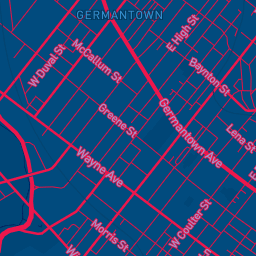 GERMANTOWN
E High St
W Duval St
McCallum St
Baynton St
Greene St
Germantown Ave
Lena St
Wayne Ave
W Coulter St
Morris St